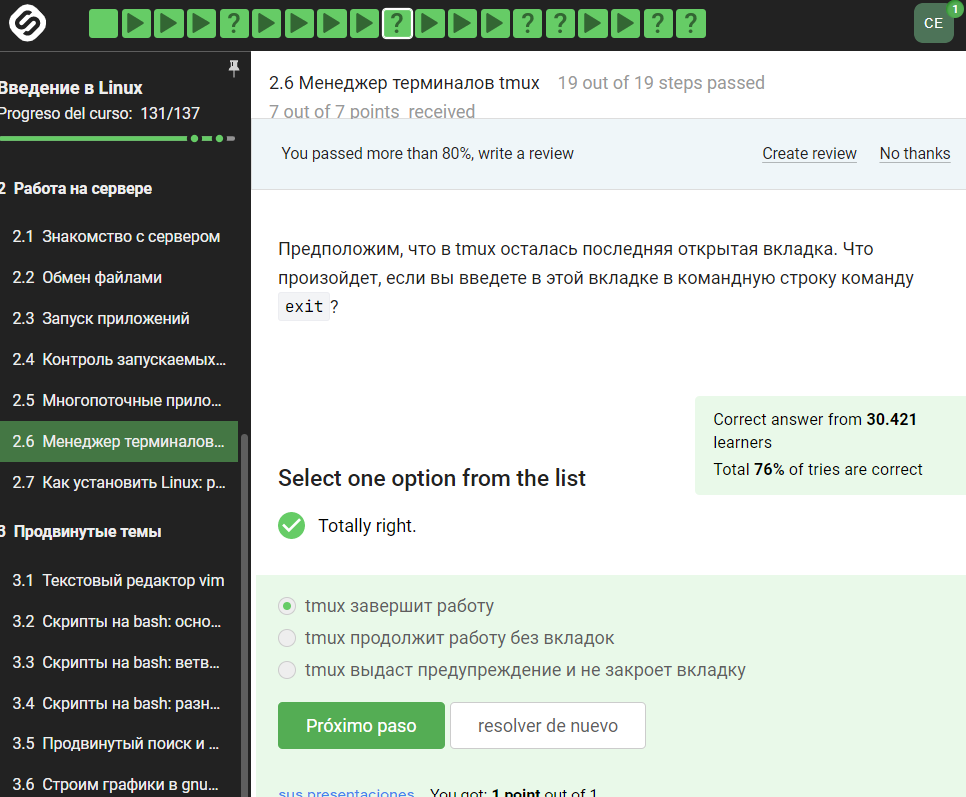 ? ? ? ? ? ?
CE
1
Введение в Linux
Progreso del curso: 131/137
2 Работа на сервере
2.1 Знакомство с сервером
2.2 Обмен файлами
2.3 Запуск приложений
2.4 Контроль запускаемых...
2.5 Многопоточные прило...
2.6 Менеджер терминалов...
2.7 Как установить Linux: р...
3 Продвинутые темы
3.1 Текстовый редактор vim
3.2 Скрипты на bash: осно...
3.3 Скрипты на bash: ветв...
3.4 Скрипты на bash: разн...
3.5 Продвинутый поиск и ...
3.6 Строим графики в gnu...
2.6 Менеджер терминалов tmux 19 out of 19 steps passed
7 out of 7 points received
You passed more than 80%, write a review
Create review
No thanks
Предположим, что в tmux осталась последняя открытая вкладка. Что
произойдет, если вы введете в этой вкладке в командную строку команду
exit?
Correct answer from 30.421
learners
Total 76% of tries are correct
Select one option from the list
Totally right.
tmux завершит работу
tmux продолжит работу без вкладок
tmux выдаст предупреждение и не закроет вкладку
Próximo paso
resolver de nuevo
sus presentaciones You got: 1 point out of 1